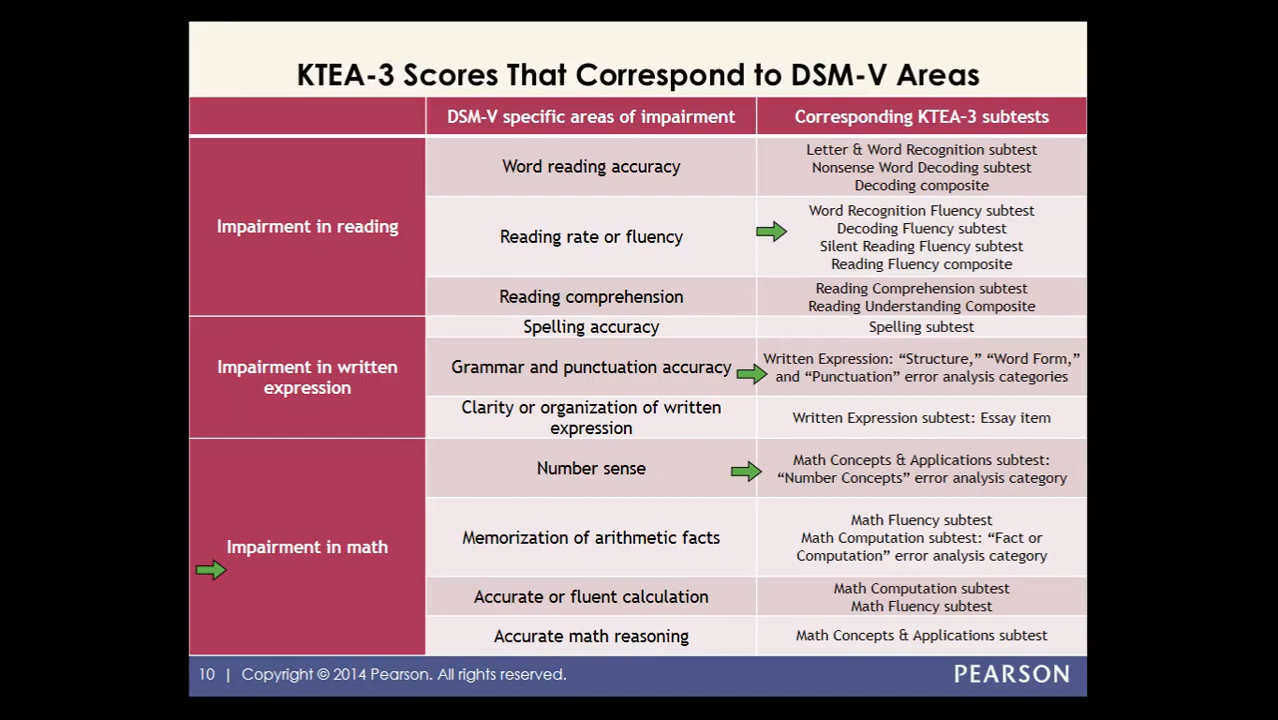 KTEA-3 Scores That Correspond to DSM-V Areas
DSM-V specific areas of impairment
Corresponding KTEA-3 subtests
Impairment in reading
Word reading accuracy
Letter & Word Recognition subtest
Nonsense Word Decoding subtest
Decoding composite
Reading rate or fluency
Word Recognition Fluency subtest
Decoding Fluency subtest
Silent Reading Fluency subtest
Reading Fluency composite
Reading comprehension
Reading Comprehension subtest
Reading Understanding Composite
Impairment in written
expression
Spelling accuracy
Spelling subtest
Grammar and punctuation accuracy
Written Expression: “Structure,” “Word Form,”
and “Punctuation” error analysis categories
Clarity or organization of written
expression
Written Expression subtest: Essay item
Impairment in math
Number sense
Math Concepts & Applications subtest:
“Number Concepts” error analysis category
Memorization of arithmetic facts
Math Fluency subtest
Math Computation subtest: “Fact or
Computation” error analysis category
Accurate or fluent calculation
Math Computation subtest
Math Fluency subtest
Accurate math reasoning
Math Concepts & Applications subtest
10 | Copyright © 2014 Pearson. All rights reserved.
PEARSON